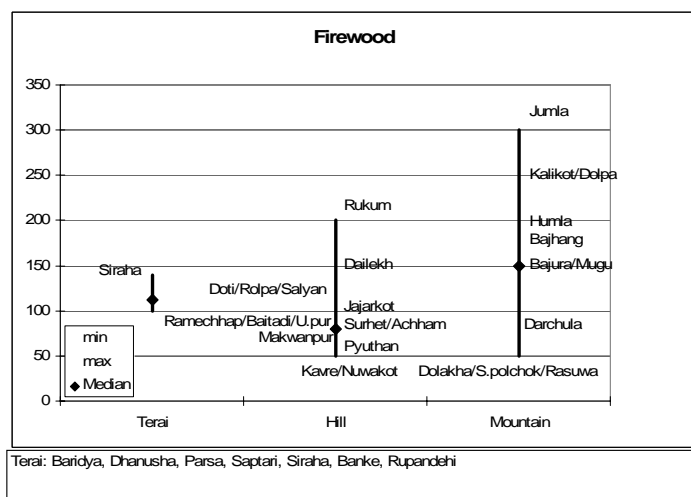 Firewood
350
300
250
200
150
100
50
0
Jumla
Kalikot/Dolpa
Rukum
Humla
Bajhang
Siraha
Dailekh
Bajura/Mugu
Doti/Rolpa/Salyan
Jajarkot
Ramechhap/Baitadi/U.pur
Surhet/Achham
Darchula
Makwanpur
Pyuthan
Kavre/Nuwakot
Dolakha/S.polchok/Rasuwa
min
max
Median
Terai
Hill
Mountain
Terai: Baridya, Dhanusha, Parsa, Saptari, Siraha, Banke, Rupandehi